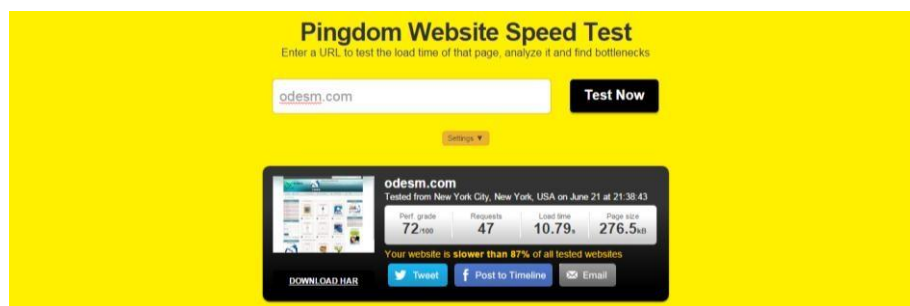 Pingdom Website Speed Test
Enter a URL to test the load time of that page, analyze it and find bottlenecks
odesm.com
Test Now
Settings ▼
odesm.com
Tested from New York City, New York, USA on June 21 at 21:38:43
Perf. grade Requests Load time Page size
72/100 47 10.79s 276.5kB
Your website is slower than 87% of all tested websites
DOWNLOAD HAR
Tweet Post to Timeline Email